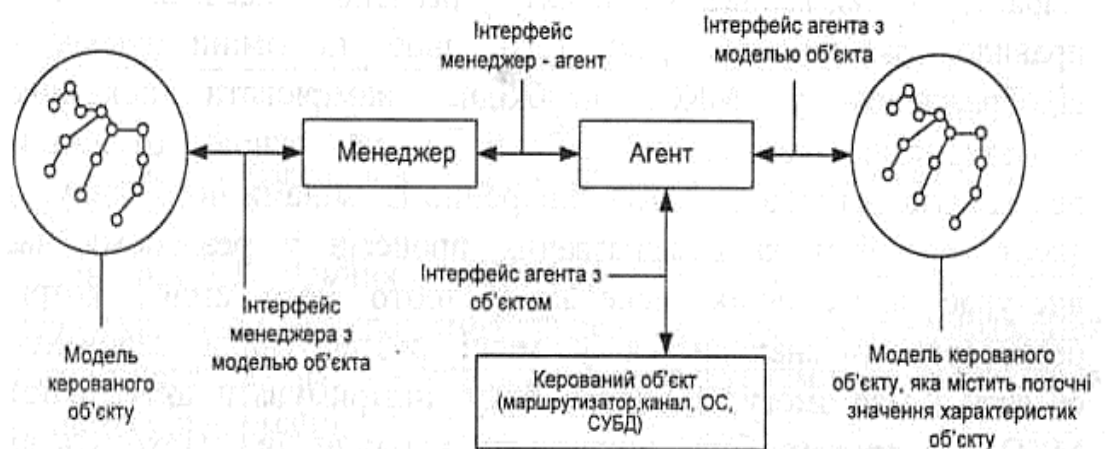 Інтерфейс
менеджер - агент
Інтерфейс агента з
моделью об'єкта
Менеджер
Агент
Інтерфейс
менеджера з
моделью об'єкта
Інтерфейс агента з
об'єктом
Модель
керованого
об'єкту
Керований об'єкт
(маршрутизатор,канал, ОС,
СУБД)
Модель керованого
об'єкту, яка містить поточні
значення характеристик
об'єкту